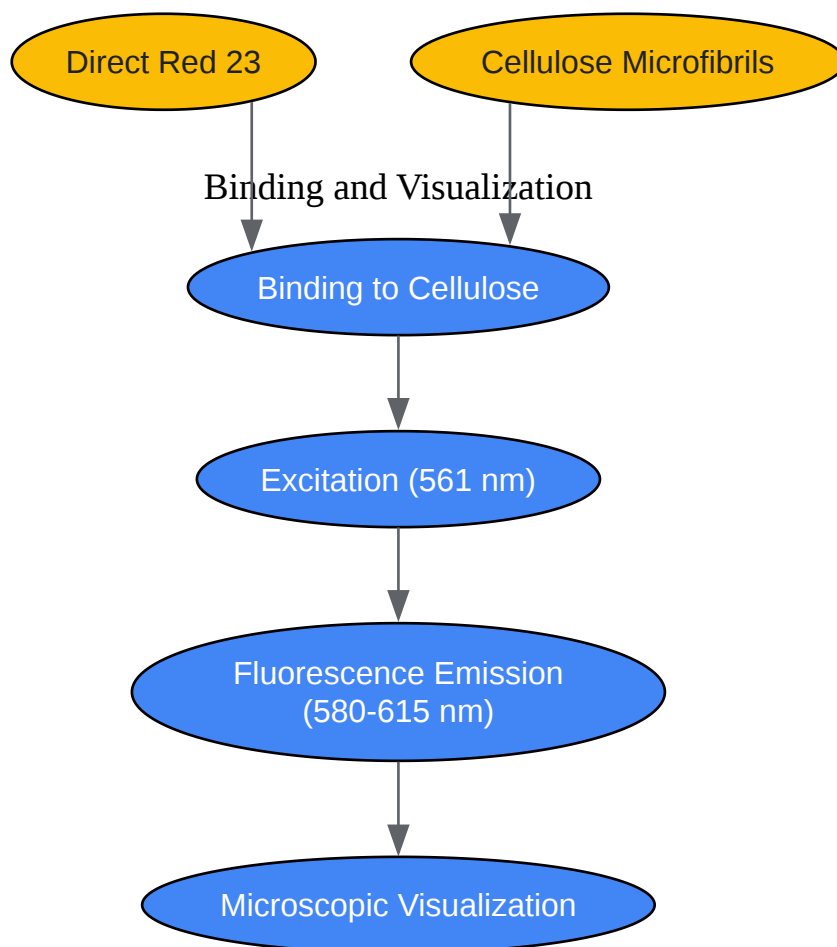 Direct Red 23
Cellulose Microfibrils
Binding and Visualization
Binding to Cellulose
Excitation (561 nm)
Fluorescence Emission
(580-615 nm)
Microscopic Visualization